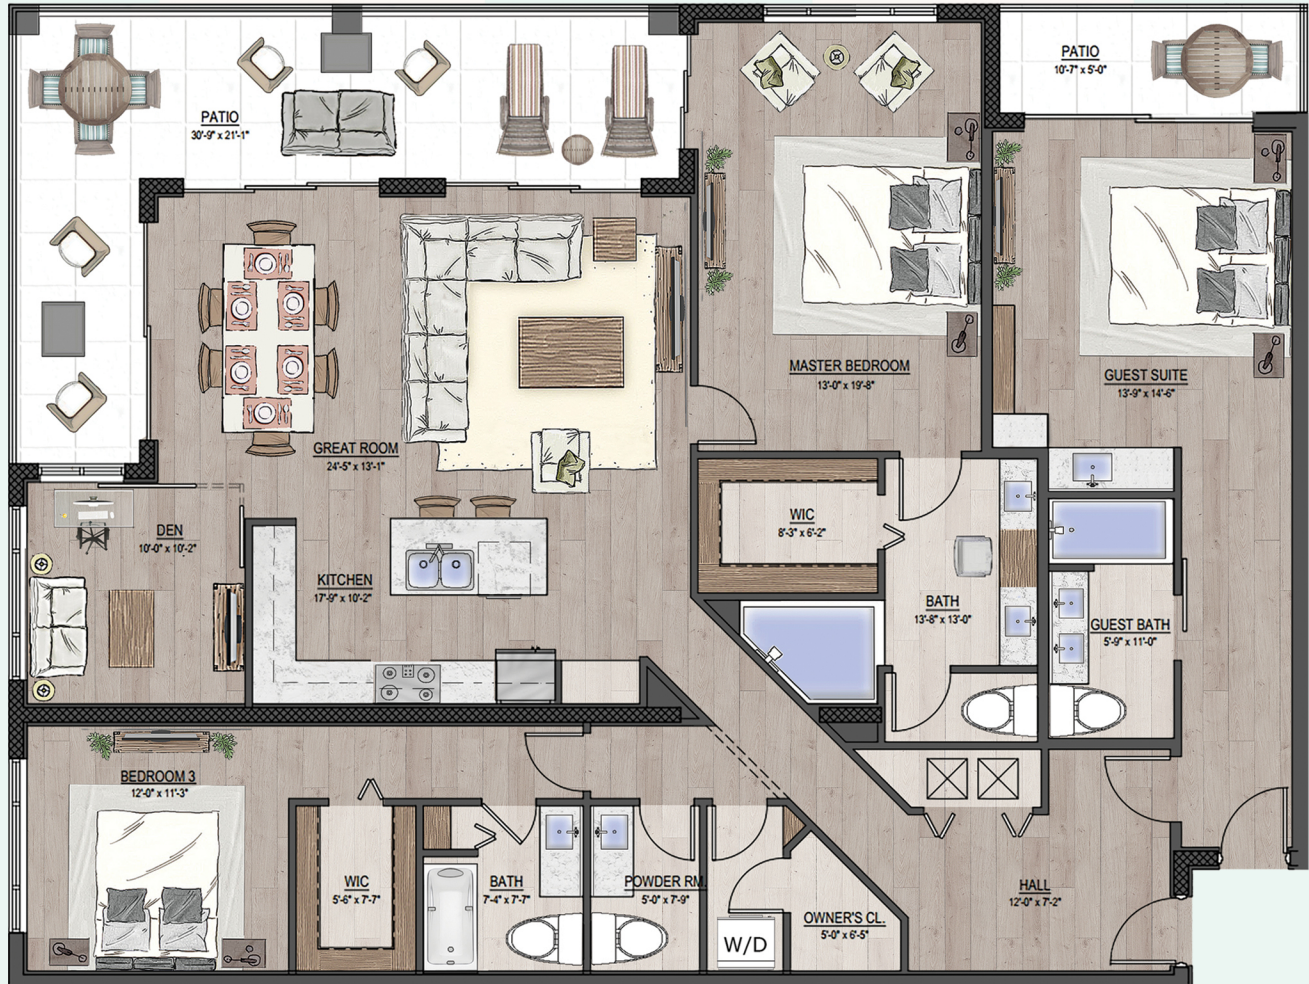 PATIO
10'-7" x 5'-0"
PATIO
30'-9" x 21'-1"
MASTER BEDROOM
13'-0" x 19'-8"
GUEST SUITE
13'-9" x 14'-6"
GREAT ROOM
24'-5" x 13'-1"
WIC
8'-3" x 6'-2"
DEN
10'-0" x 10'-2"
KITCHEN
17'-9" x 10'-2"
BATH
13'-8" x 13'-0"
GUEST BATH
5'-9" x 11'-0"
BEDROOM 3
12'-0" x 11'-3"
WIC
5'-6" x 7'-7"
BATH
7'-4" x 7'-7"
POWDER RM.
5'-0" x 7'-9"
HALL
12'-0" x 7'-2"
OWNER'S CL.
5'-0" x 6'-5"
W/D